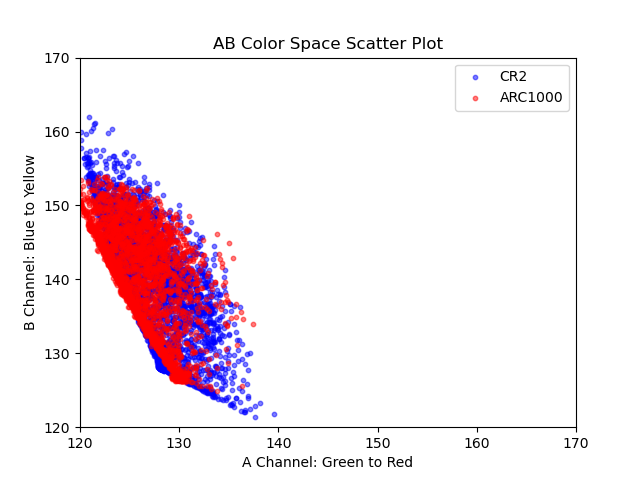 AB Color Space Scatter Plot
CR2
ARC1000
B Channel: Blue to Yellow
170
160
150
140
130
120
120 130 140 150 160 170
A Channel: Green to Red